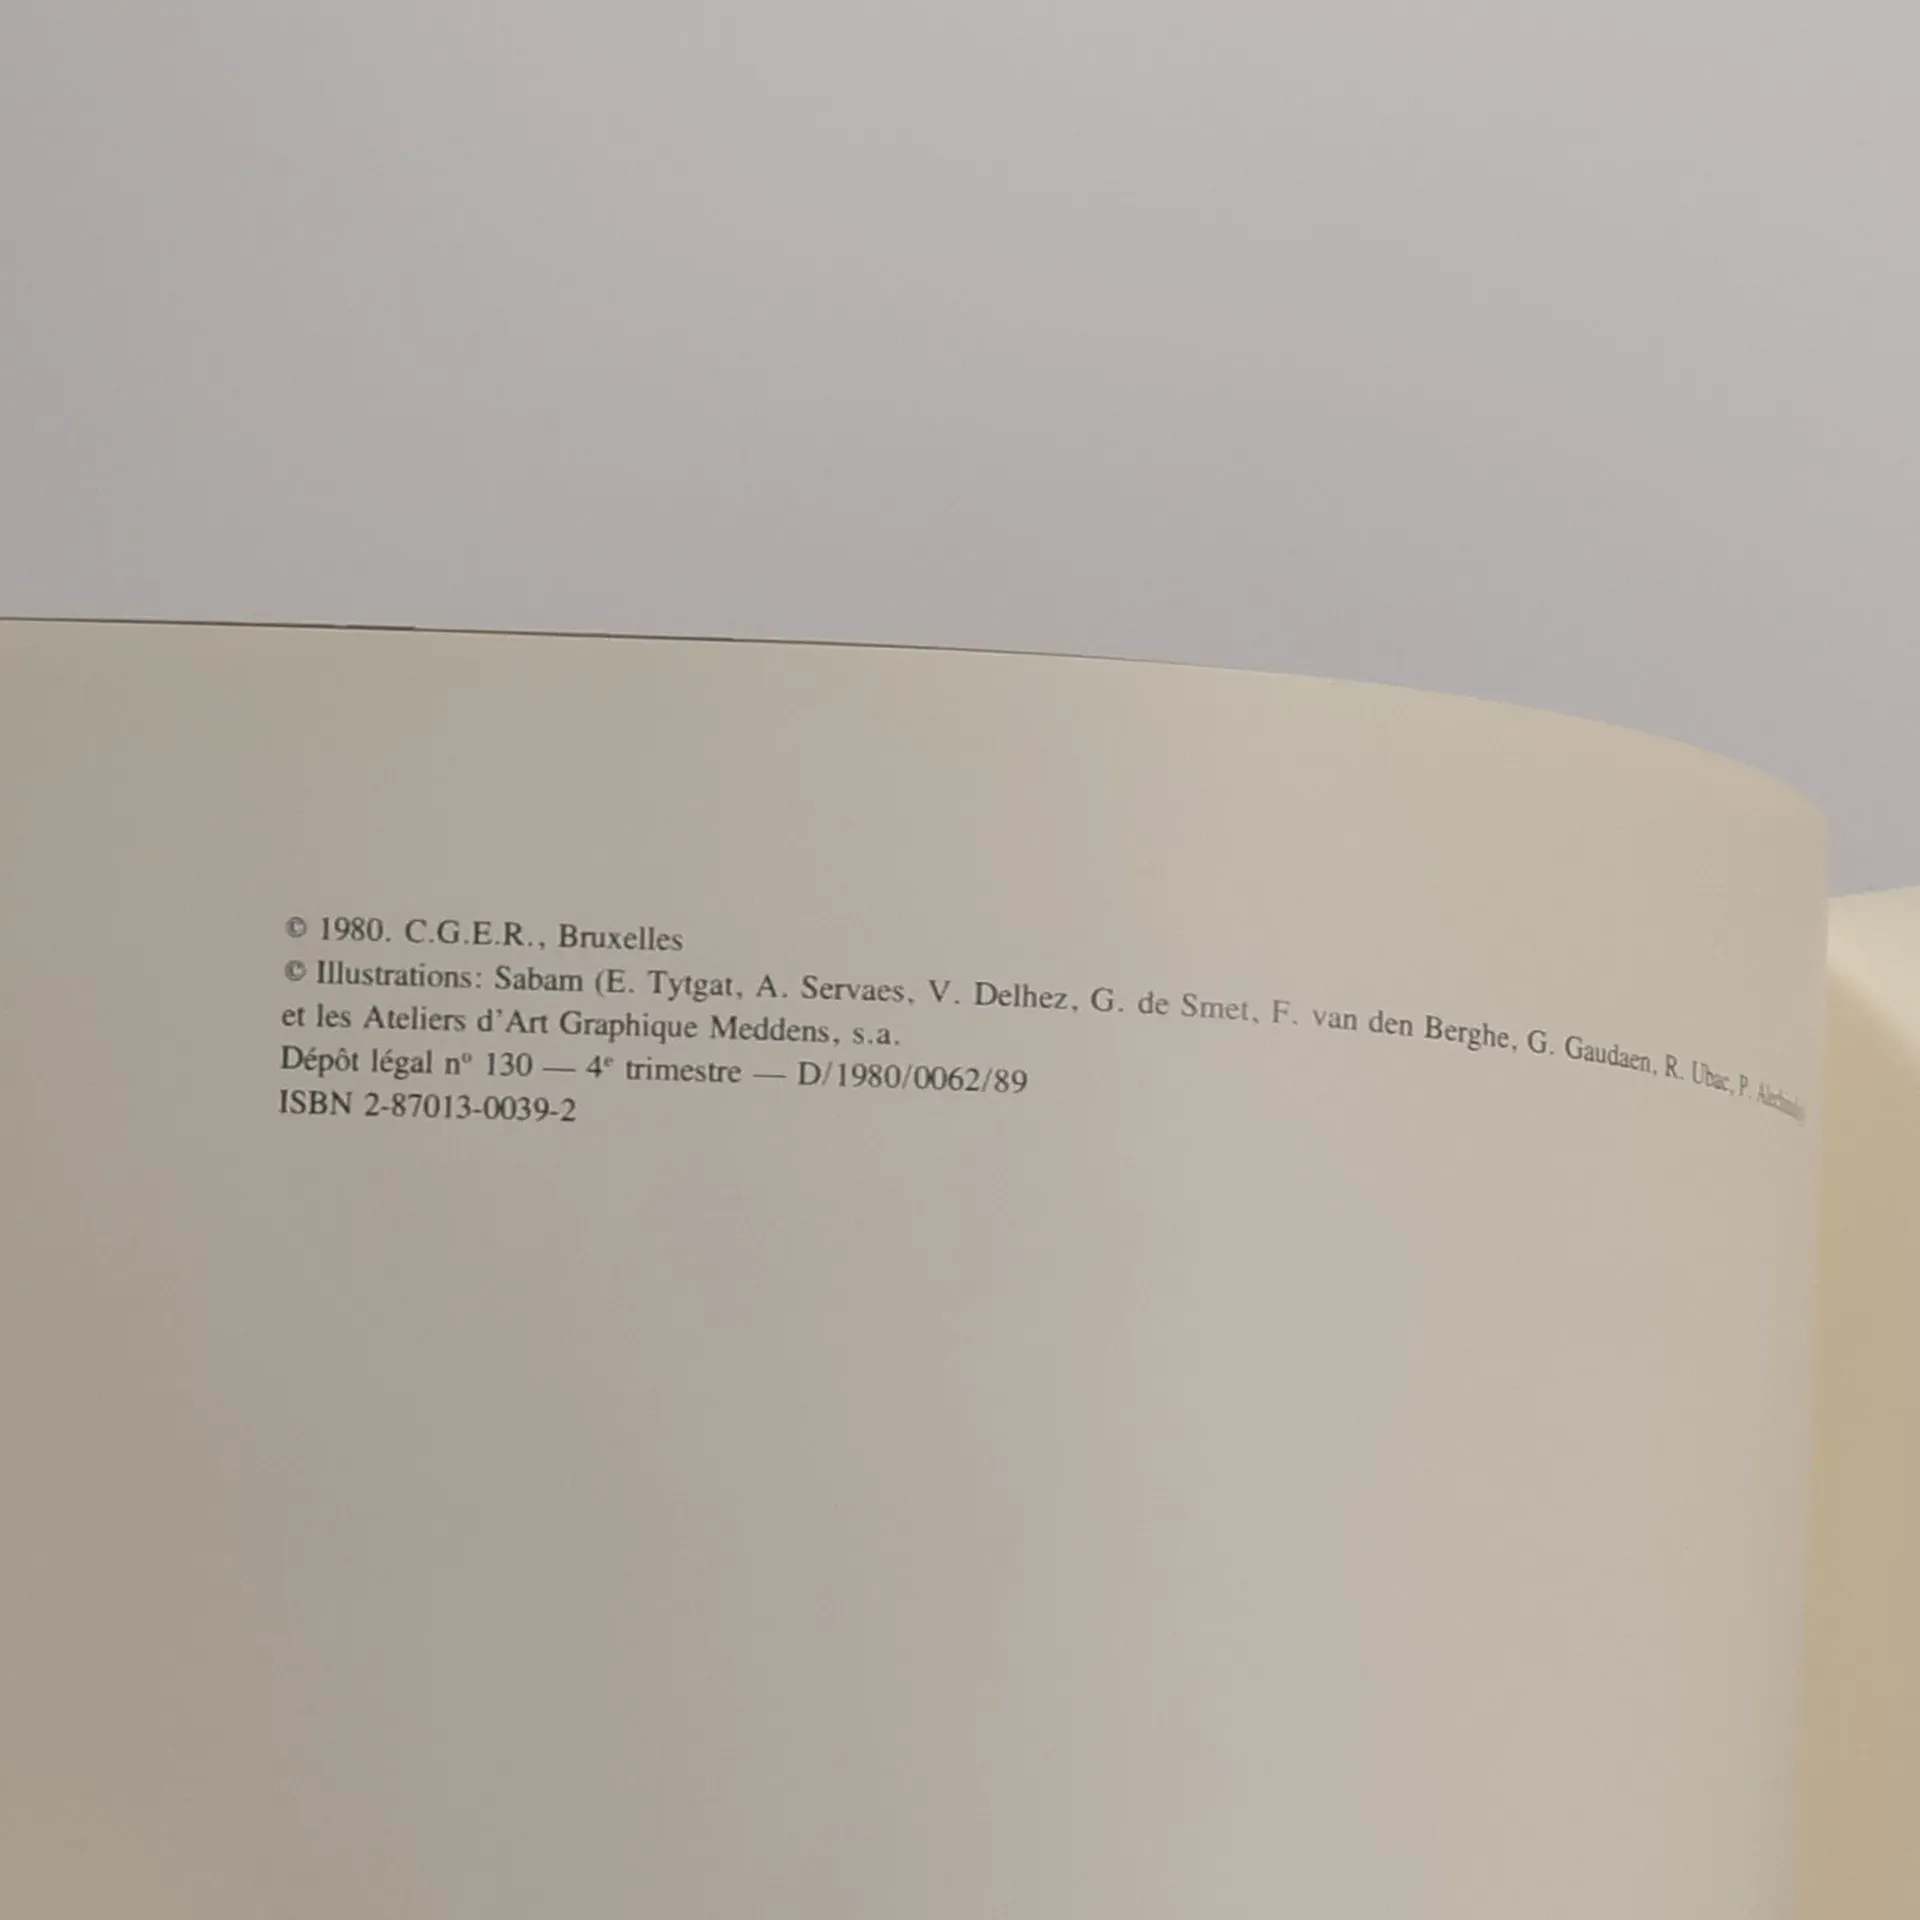 © 1980. C.G.E.R., Bruxelles
© Illustrations: Sabam (E. Tytgat, A. Servaes, V. Delhez, G. de Smet, F. van den Berghe, G. Gaudaen, R. Ubac, P.
et les Ateliers d'Art Graphique Meddens, s.a.
Dépôt légal nº 130 — 4ᵉ trimestre — D/1980/0062/89
ISBN 2-87013-0039-2